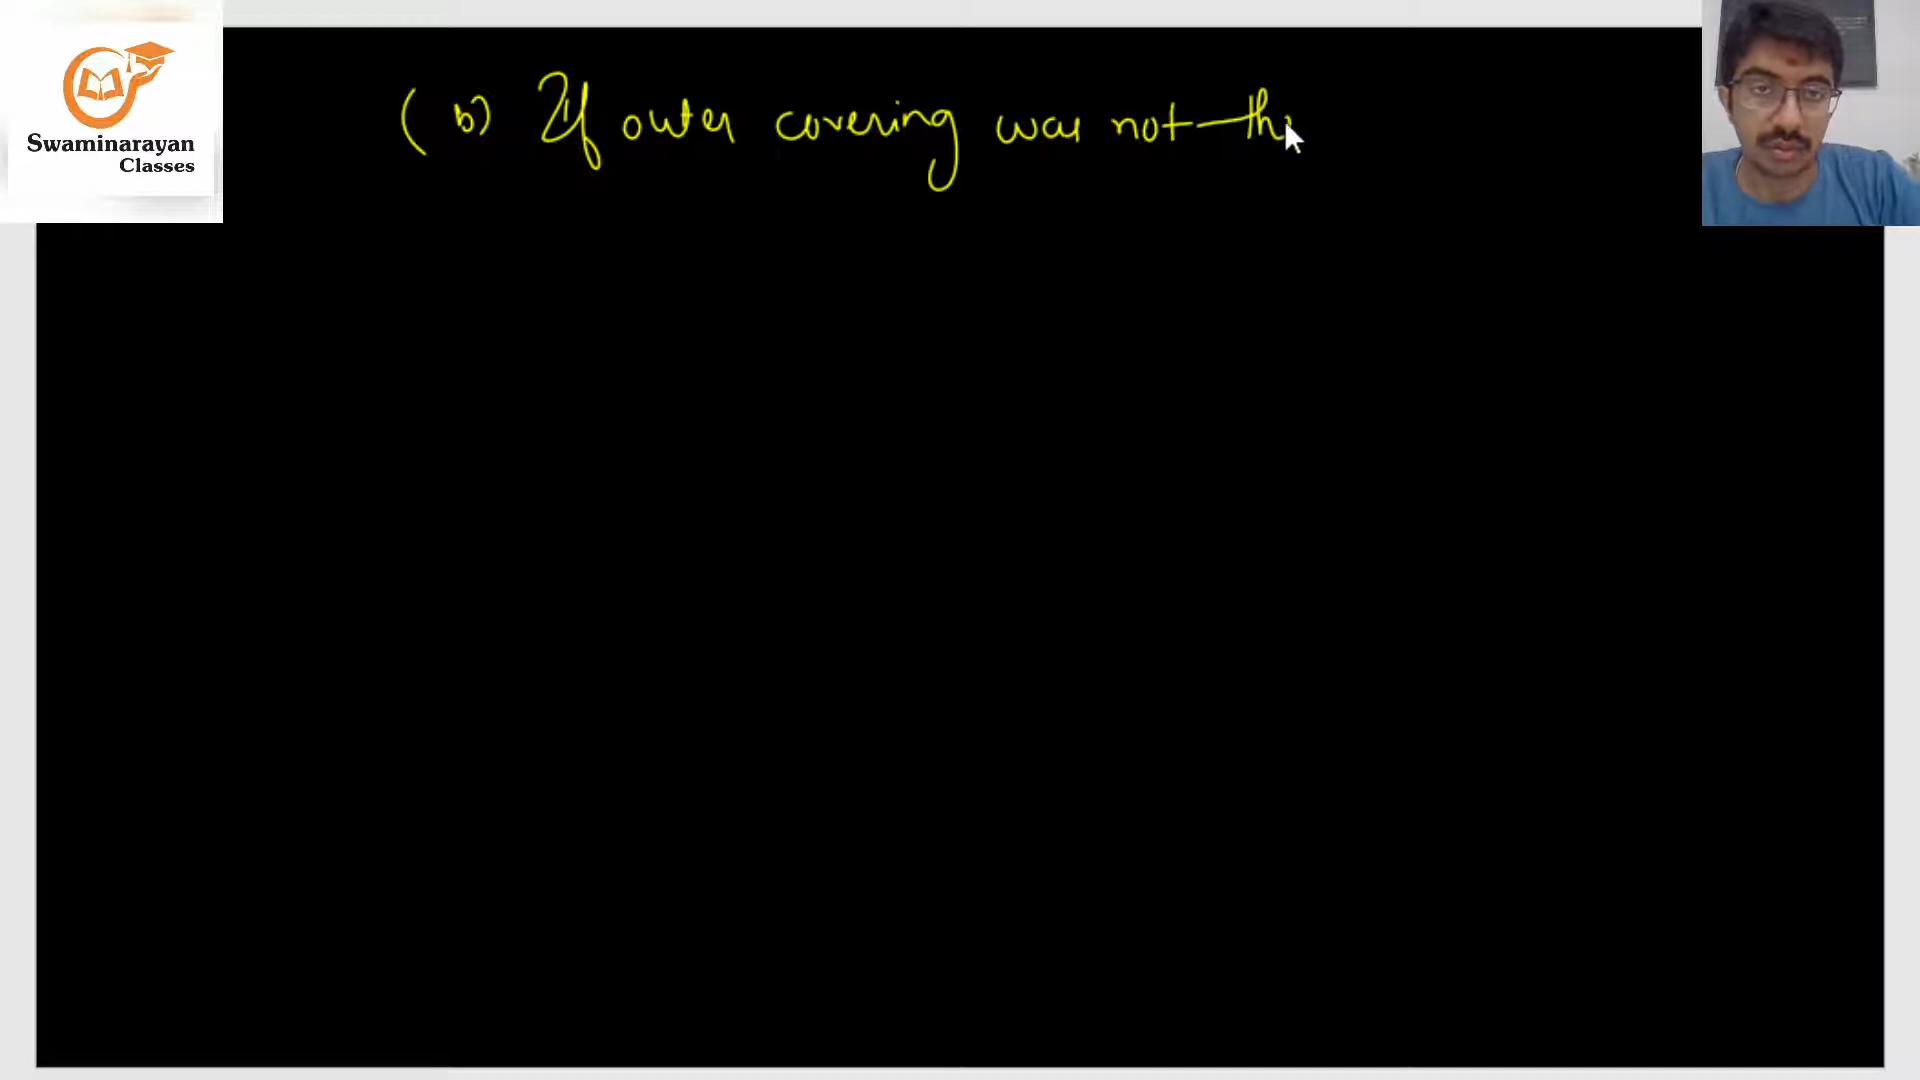 Swaminarayan
Classes
(b) If outer covering was not th